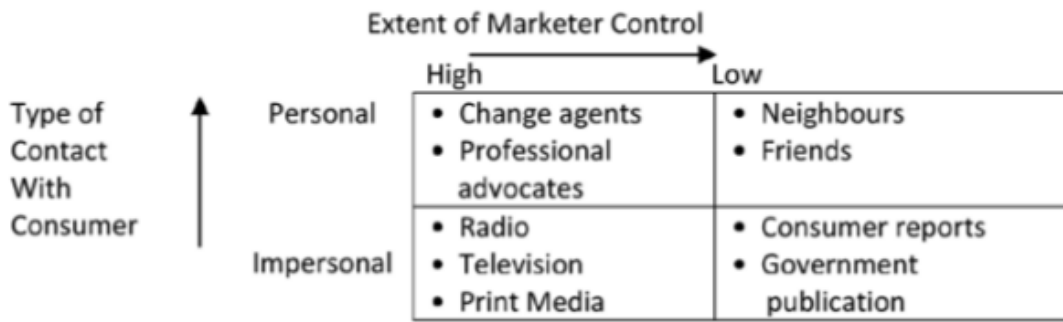 Extent of Marketer Control
High Low
Type of Contact With Consumer
Personal
• Change agents
• Professional advocates
• Neighbours
• Friends
Impersonal
• Radio
• Television
• Print Media
• Consumer reports
• Government publication